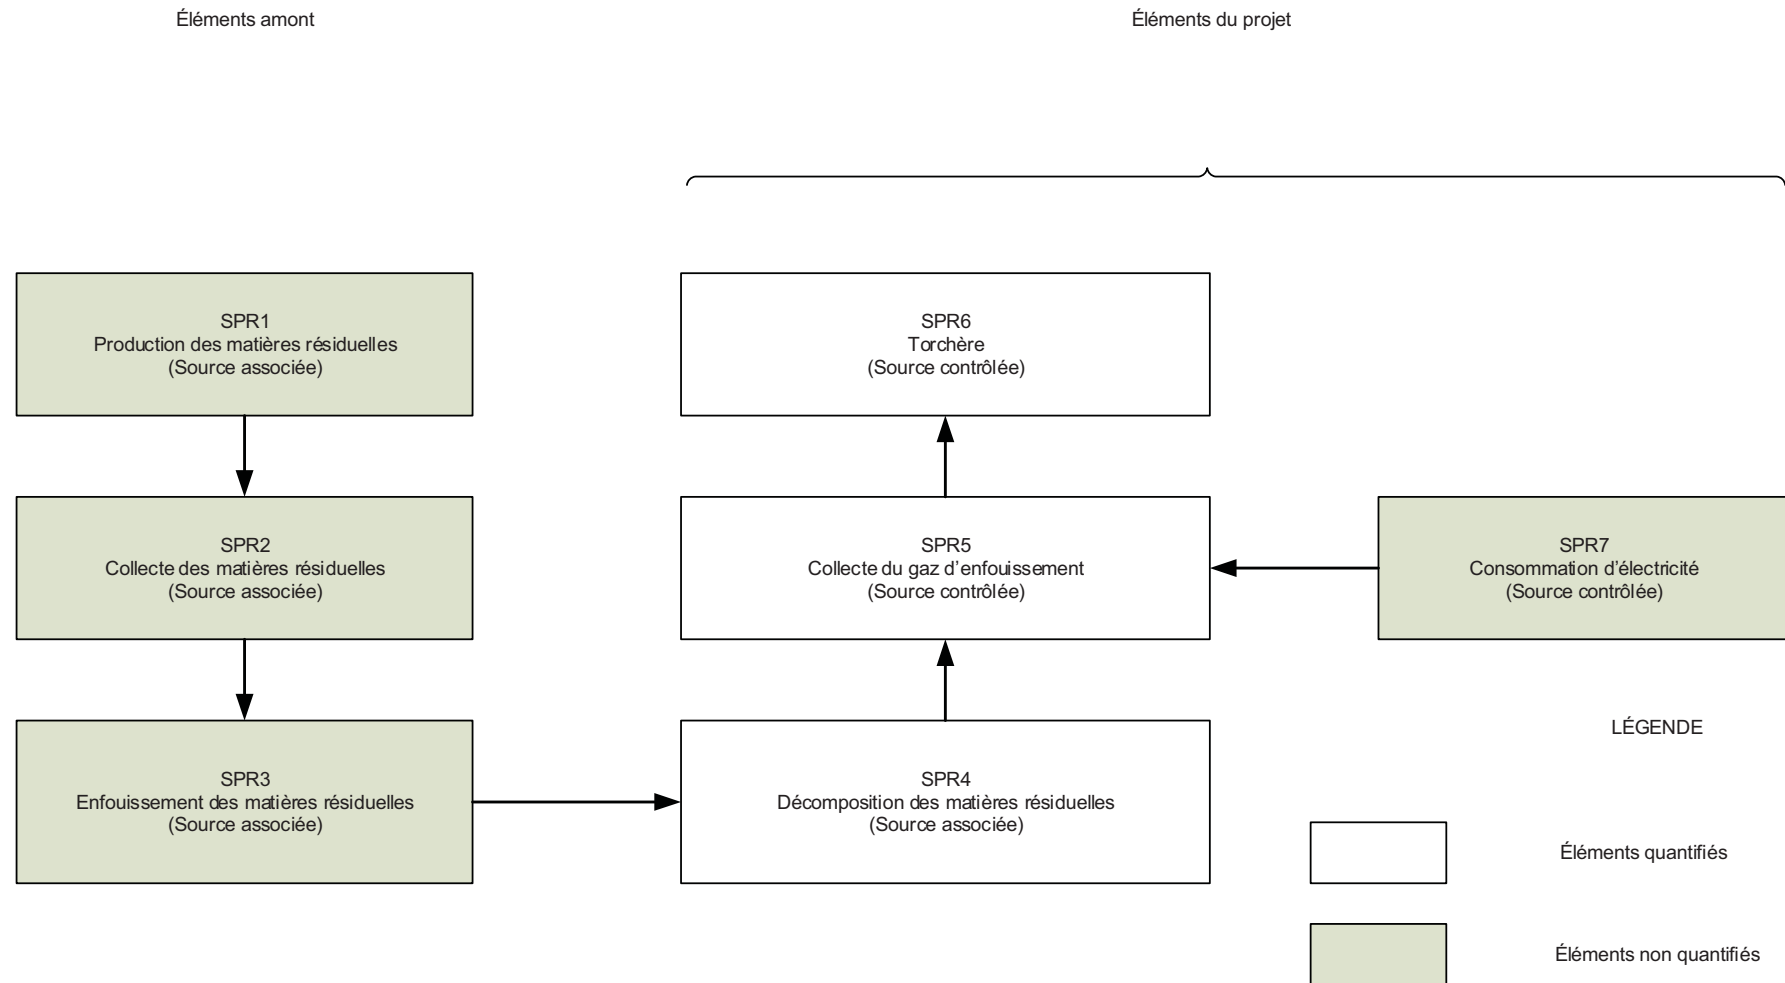 Éléments amont
Éléments du projet
SPR1
Production des matières résiduelles
(Source associée)
SPR6
Torchère
(Source contrôlée)
SPR2
Collecte des matières résiduelles
(Source associée)
SPR5
Collecte du gaz d'enfouissement
(Source contrôlée)
SPR7
Consommation d'électricité
(Source contrôlée)
SPR3
Enfouissement des matières résiduelles
(Source associée)
SPR4
Décomposition des matières résiduelles
(Source associée)
LÉGENDE
Éléments quantifiés
Éléments non quantifiés